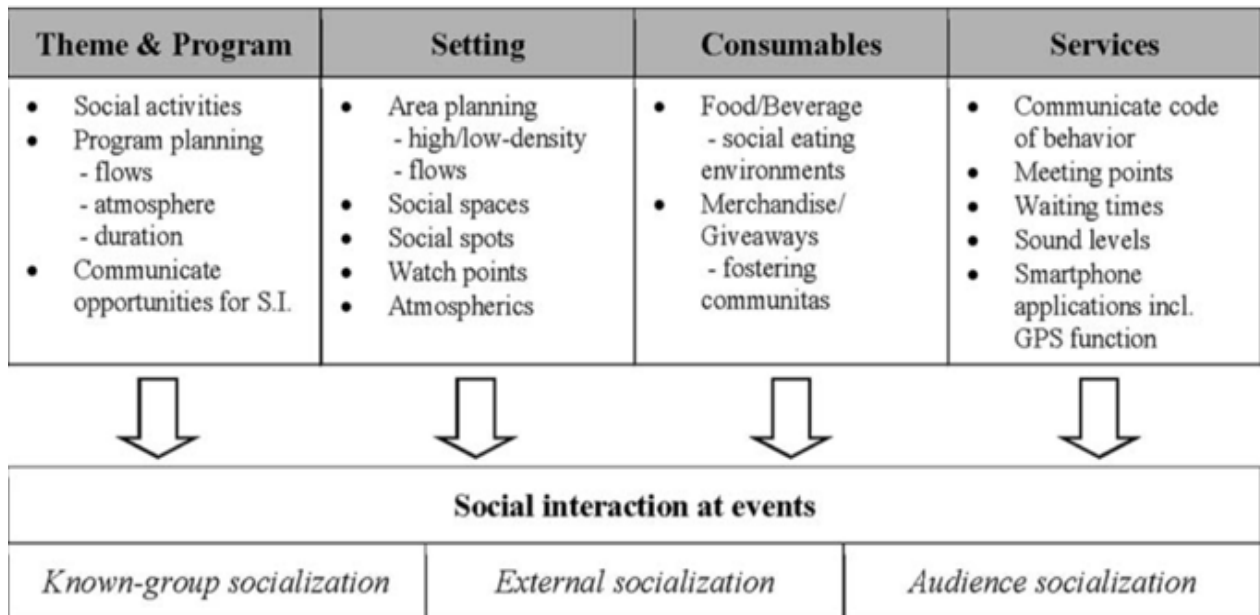 Theme & Program
• Social activities
• Program planning
- flows
- atmosphere
- duration
• Communicate
opportunities for S.I.
Setting
• Area planning
- high/low-density
- flows
• Social spaces
• Social spots
• Watch points
• Atmospherics
Consumables
• Food/Beverage
- social eating
environments
• Merchandise/
Giveaways
- fostering
communitas
Services
• Communicate code
of behavior
• Meeting points
• Waiting times
• Sound levels
• Smartphone
applications incl.
GPS function
Social interaction at events
Known-group socialization
External socialization
Audience socialization